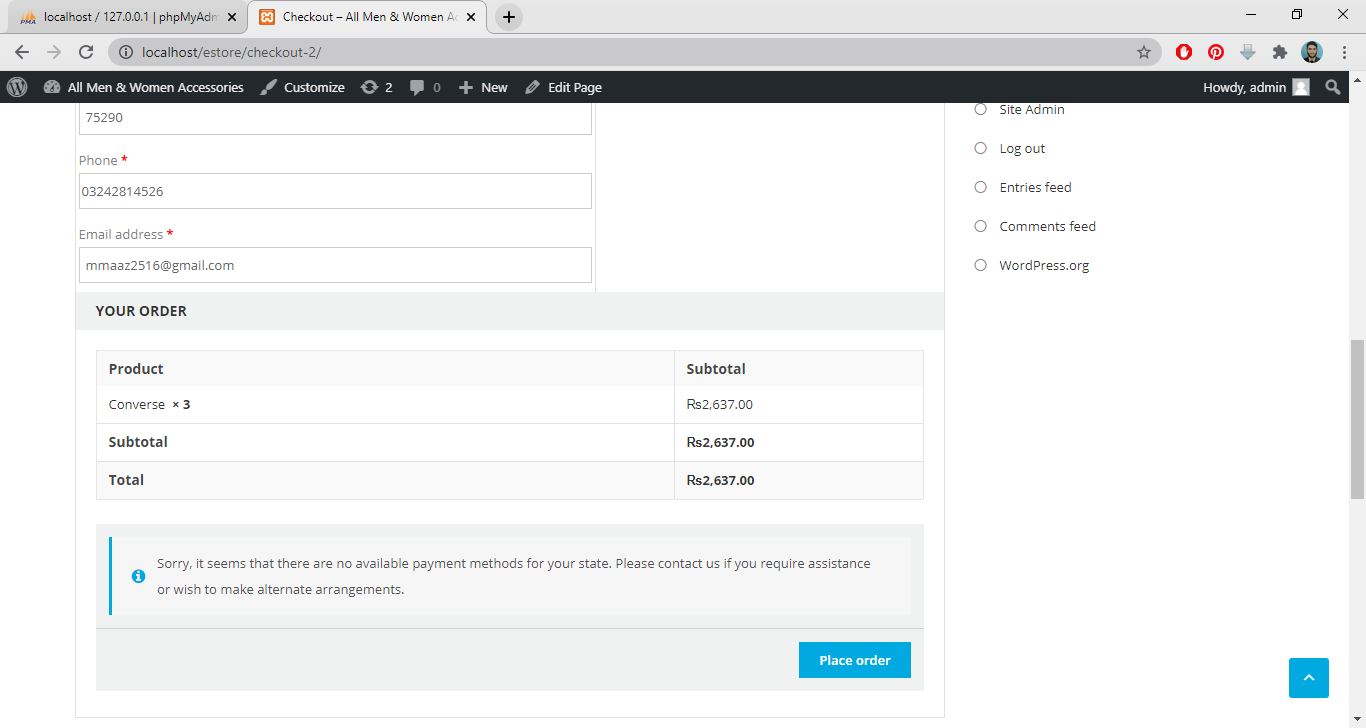 localhost / 127.0.0.1 | phpMyAdm
Checkout – All Men & Women Ac
localhost/estore/checkout-2/
All Men & Women Accessories Customize 2 0 New Edit Page Howdy, admin
75290
Phone *
03242814526
Email address *
mmaaz2516@gmail.com
YOUR ORDER
Product Subtotal
Converse × 3 ₨2,637.00
Subtotal ₨2,637.00
Total ₨2,637.00
Sorry, it seems that there are no available payment methods for your state. Please contact us if you require assistance
or wish to make alternate arrangements.
Place order
Site Admin
Log out
Entries feed
Comments feed
WordPress.org